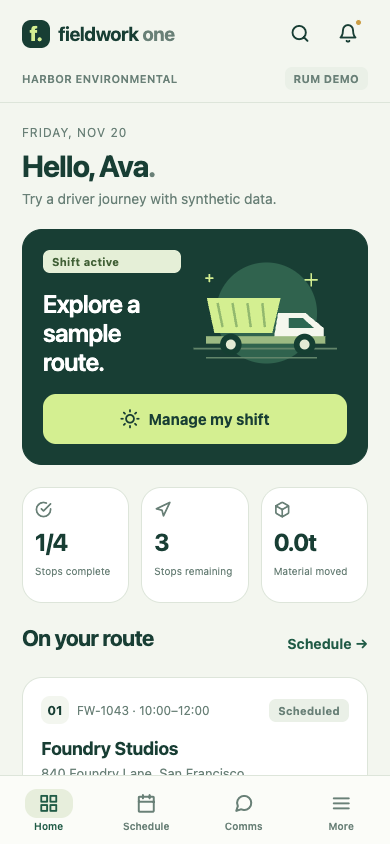 f. fieldwork one
HARBOR ENVIRONMENTAL
RUM DEMO
FRIDAY, NOV 20
Hello, Ava.
Try a driver journey with synthetic data.
Shift active
Explore a
sample
route.
Manage my shift
1/4
Stops complete
3
Stops remaining
0.0t
Material moved
On your route
Schedule →
01
FW-1043 · 10:00–12:00
Scheduled
Foundry Studios
840 Foundry Lane, San Francisco
Home
Schedule
Comms
More